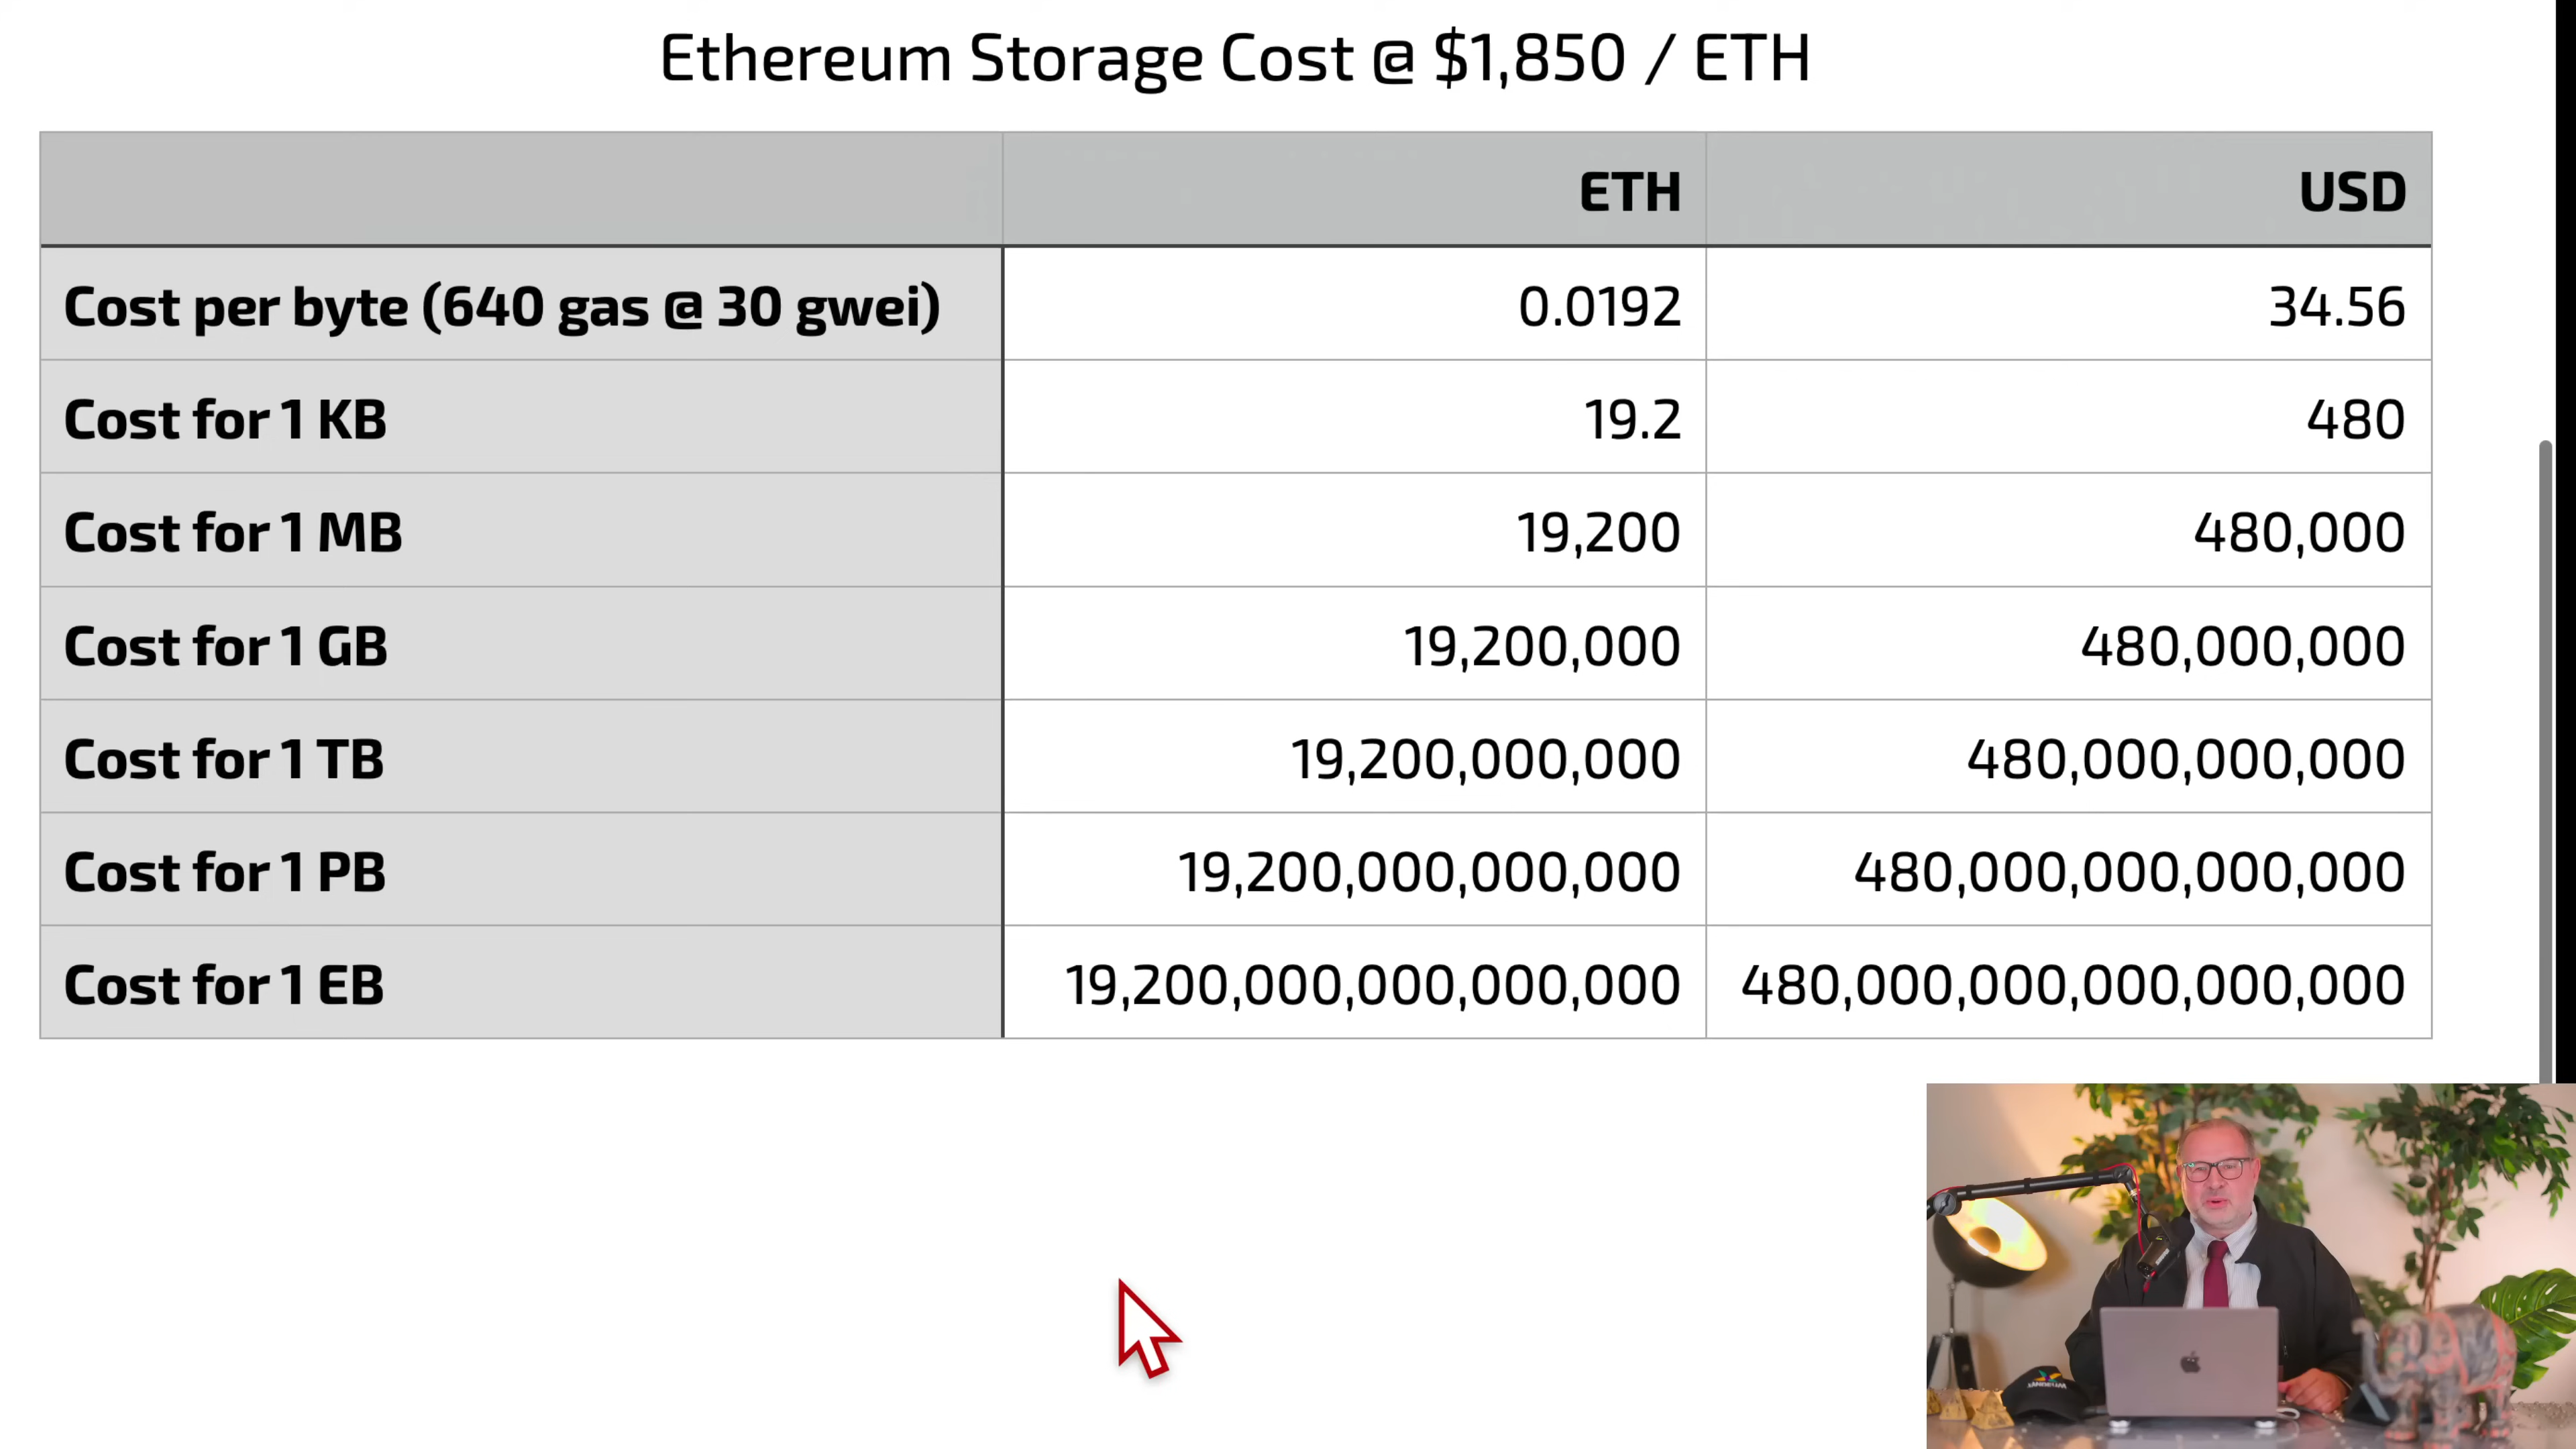 Ethereum Storage Cost @ $1,850 / ETH
ETH USD
Cost per byte (640 gas @ 30 gwei) 0.0192 34.56
Cost for 1 KB 19.2 480
Cost for 1 MB 19,200 480,000
Cost for 1 GB 19,200,000 480,000,000
Cost for 1 TB 19,200,000,000 480,000,000,000
Cost for 1 PB 19,200,000,000,000 480,000,000,000,000
Cost for 1 EB 19,200,000,000,000,000 480,000,000,000,000,000